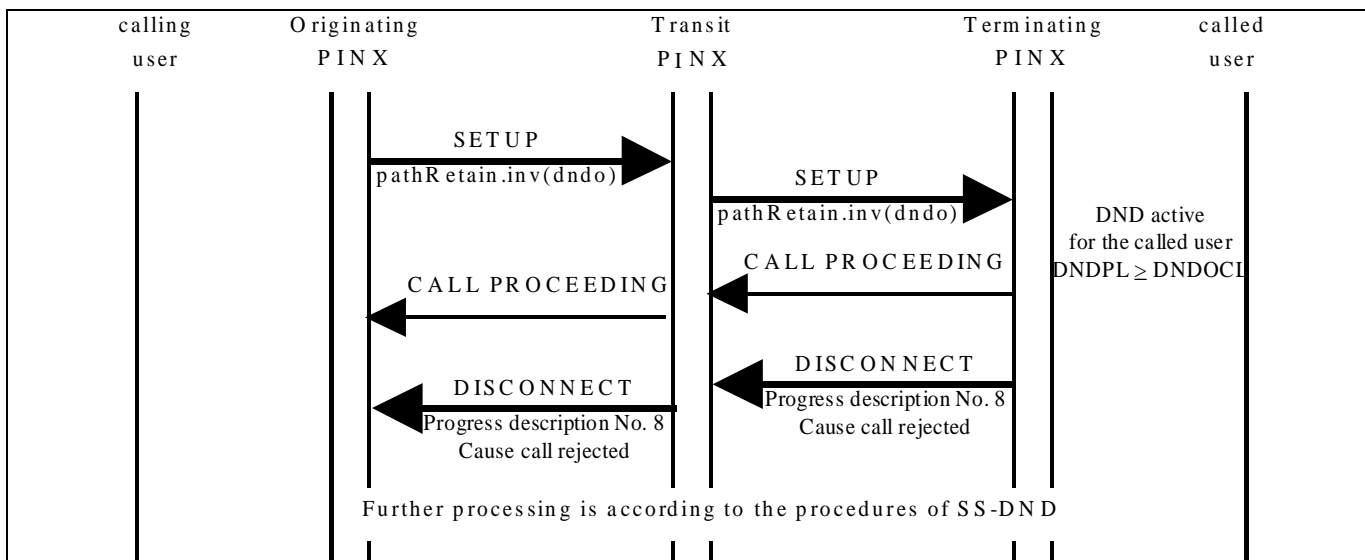 calling Originating Transit Terminating called
user PINX PINX PINX user
SETUP
pathRetain.inv(dndo)
SETUP
pathRetain.inv(dndo)
DND active
for the called user
DNDPL ≥ DNDOCL
CALL PROCEEDING
CALL PROCEEDING
DISCONNECT
Progress description No. 8
Cause call rejected
DISCONNECT
Progress description No. 8
Cause call rejected
Further processing is according to the procedures of SS-DND